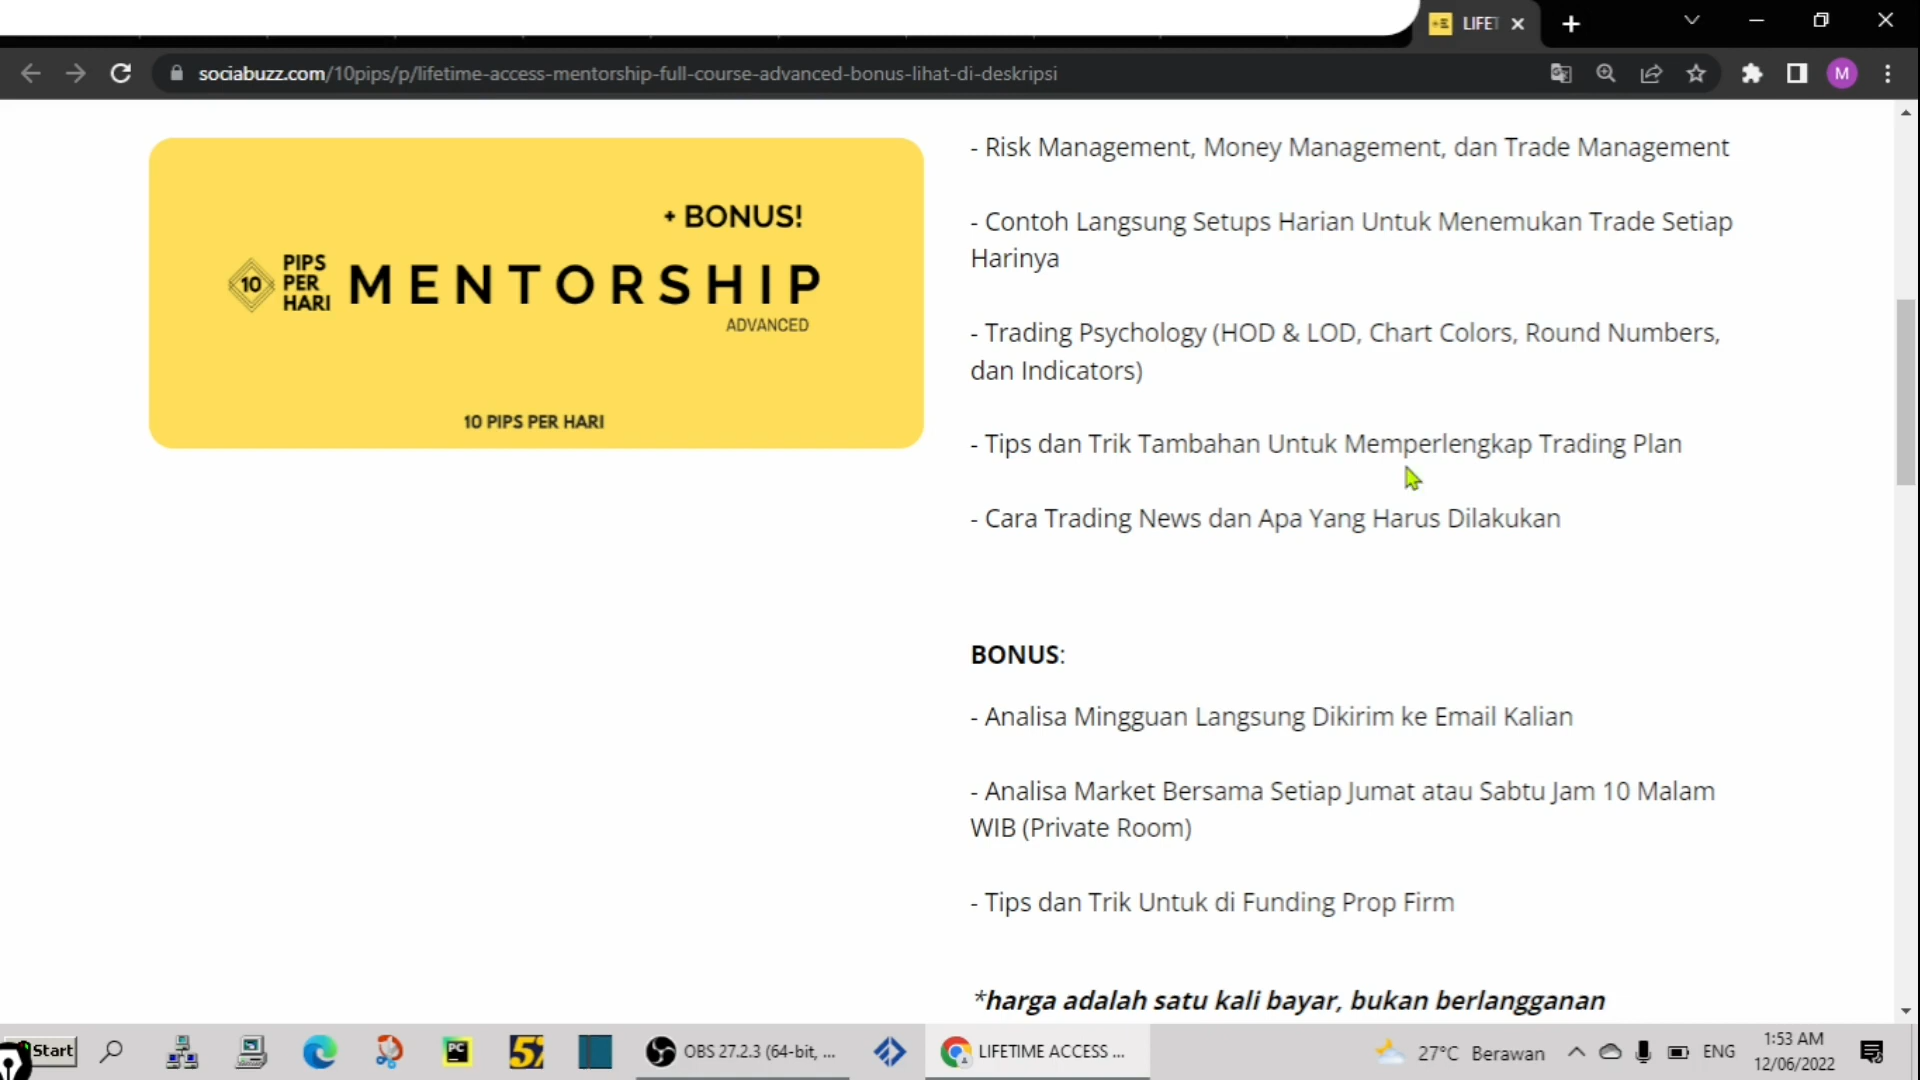 LIFET
sociabuzz.com/10pips/p/lifetime-access-mentorship-full-course-advanced-bonus-lihat-di-deskripsi
M
+ BONUS!
10 PIPS PER HARI
MENTORSHIP
ADVANCED
10 PIPS PER HARI
- Risk Management, Money Management, dan Trade Management
- Contoh Langsung Setups Harian Untuk Menemukan Trade Setiap
Harinya
- Trading Psychology (HOD & LOD, Chart Colors, Round Numbers,
dan Indicators)
- Tips dan Trik Tambahan Untuk Memperlengkap Trading Plan
- Cara Trading News dan Apa Yang Harus Dilakukan
BONUS:
- Analisa Mingguan Langsung Dikirim ke Email Kalian
- Analisa Market Bersama Setiap Jumat atau Sabtu Jam 10 Malam
WIB (Private Room)
- Tips dan Trik Untuk di Funding Prop Firm
*harga adalah satu kali bayar, bukan berlangganan
Start
PC
5
OBS 27.2.3 (64-bit, ...
LIFETIME ACCESS ...
27°C Berawan
ENG
1:53 AM
12/06/2022